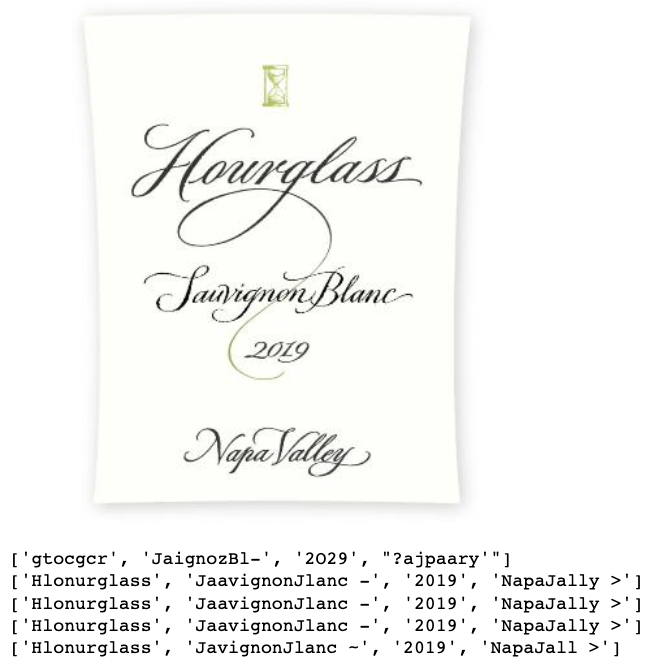 Hourglass
Sauvignon Blanc
2019
Napa Valley
['gtocgcr', 'JaignozBl-', '2O29', "?ajpaary'"]
['Hlonurglass', 'JaavignonJlanc -', '2019', 'NapaJally >']
['Hlonurglass', 'JaavignonJlanc -', '2019', 'NapaJally >']
['Hlonurglass', 'JaavignonJlanc -', '2019', 'NapaJally >']
['Hlonurglass', 'JavignonJlanc ~', '2019', 'NapaJall >']